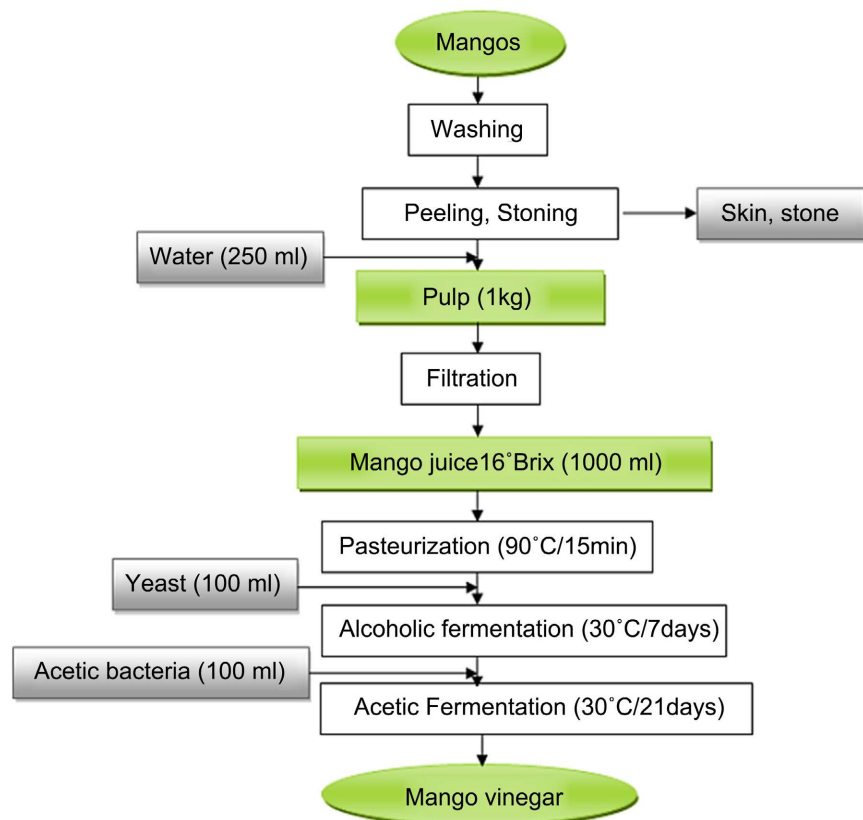 Mangos
Washing
Peeling, Stoning
Skin, stone
Water (250 ml)
Pulp (1kg)
Filtration
Mango juice16˚Brix (1000 ml)
Pasteurization (90˚C/15min)
Yeast (100 ml)
Alcoholic fermentation (30˚C/7days)
Acetic bacteria (100 ml)
Acetic Fermentation (30˚C/21days)
Mango vinegar